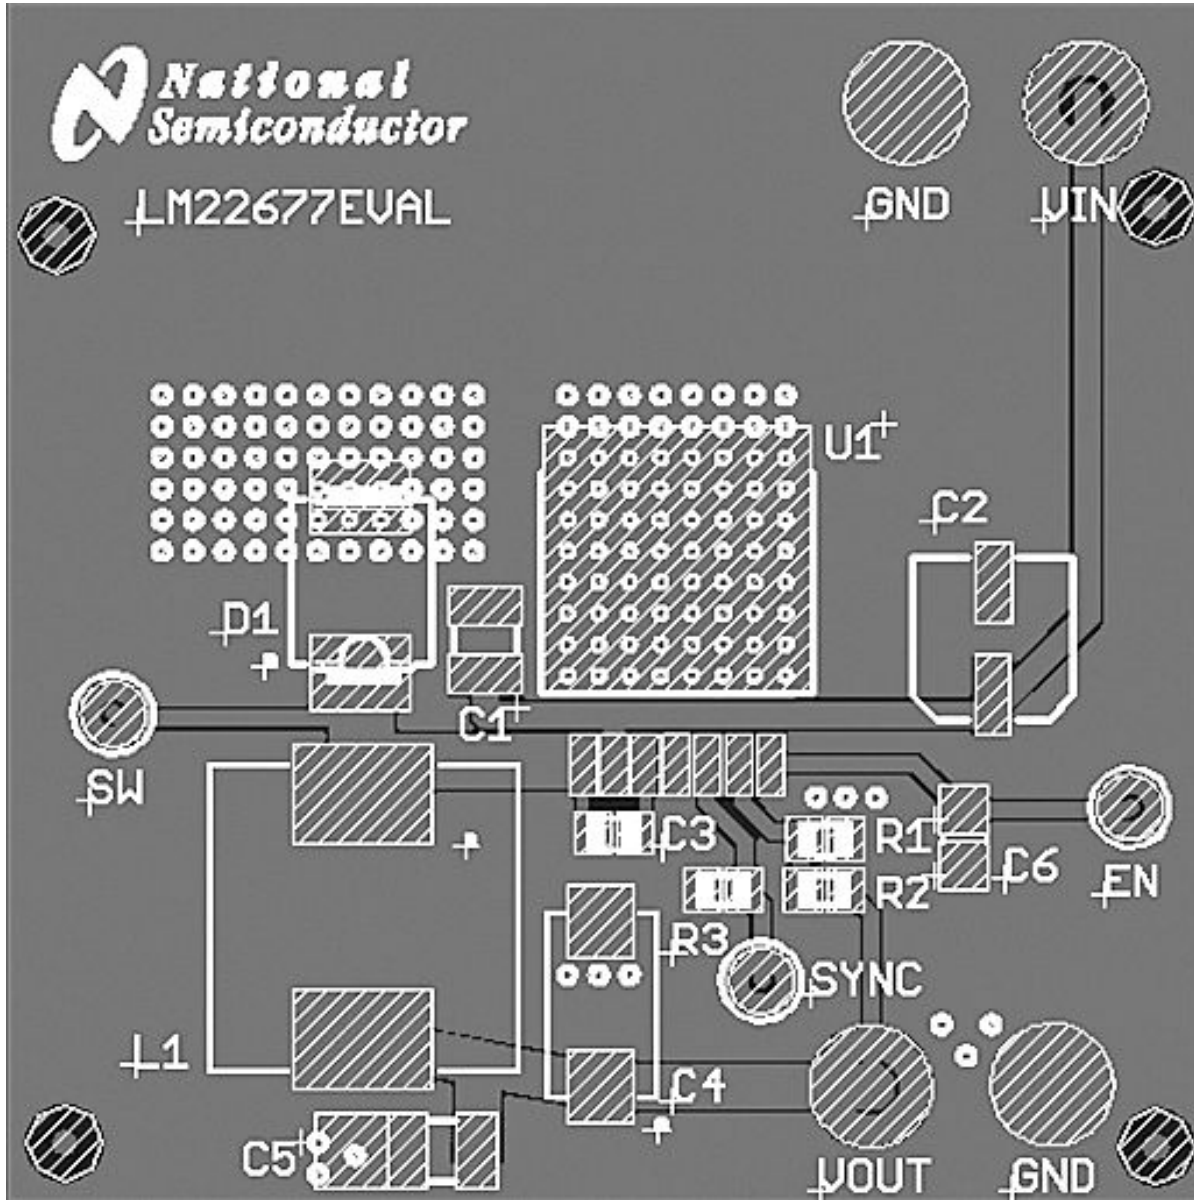 National
Semiconductor
LM22677EVAL
GND
VIN
U1
C2
D1
C1
SW
C3
R1
C6
EN
R2
R3
SYNC
L1
C4
C5
VOUT
GND